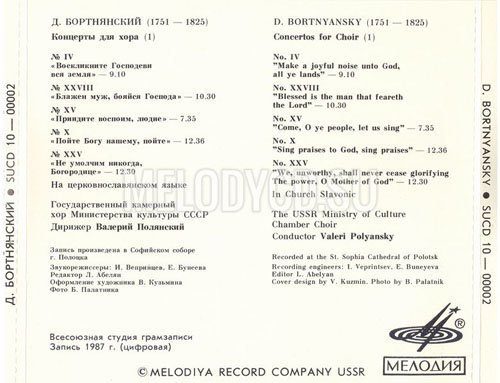 Д. БОРТНЯНСКИЙ (1751 — 1825)
Концерты для хора (1)
№ IV
«Воскликните Господеви
вся земля» — 9.10
№ XXVIII
«Блажен муж, бояйся Господа» — 10.30
№ XV
«Приидите воспоим, людие» — 7.35
№ X
«Пойте Богу нашему, пойте» — 12.36
№ XXV
«Не умолчим никогда,
Богородице» — 12.30
На церковнославянском языке
Государственный камерный
хор Министерства культуры СССР
Дирижер Валерий Полянский
Запись произведена в Софийском соборе
г. Полоцка
Звукорежиссеры: И. Вепринцев, Е. Бунеева
Редактор Л. Абелян
Оформление художника В. Кузьмина
Фото Б. Палатника
Всесоюзная студия грамзаписи
Запись 1987 г. (цифровая)
D. BORTNYANSKY (1751 — 1825)
Concertos for Choir (1)
No. IV
"Make a joyful noise unto God,
all ye lands" — 9.10
No. XXVIII
"Blessed is the man that feareth
the Lord" — 10.30
No. XV
"Come, O ye people, let us sing" — 7.35
No. X
"Sing praises to God, sing praises" — 12.36
No. XXV
"We, unworthy, shall never cease glorifying
The power, O Mother of God" — 12.30
In Church Slavonic
The USSR Ministry of Culture
Chamber Choir
Conductor Valeri Polyansky
Recorded at the St. Sophia Cathedral of Polotsk
Recording engineers: I. Veprintsev, E. Buneyeva
Editor L. Abelyan
Cover design by V. Kuzmin. Photo by B. Palatnik
®
МЕЛОДИЯ
© MELODIYA RECORD COMPANY USSR
Д. БОРТНЯНСКИЙ • SUCD 10 — 00002
D. BORTNYANSKY • SUCD 10 — 00002
MELODYO.SU